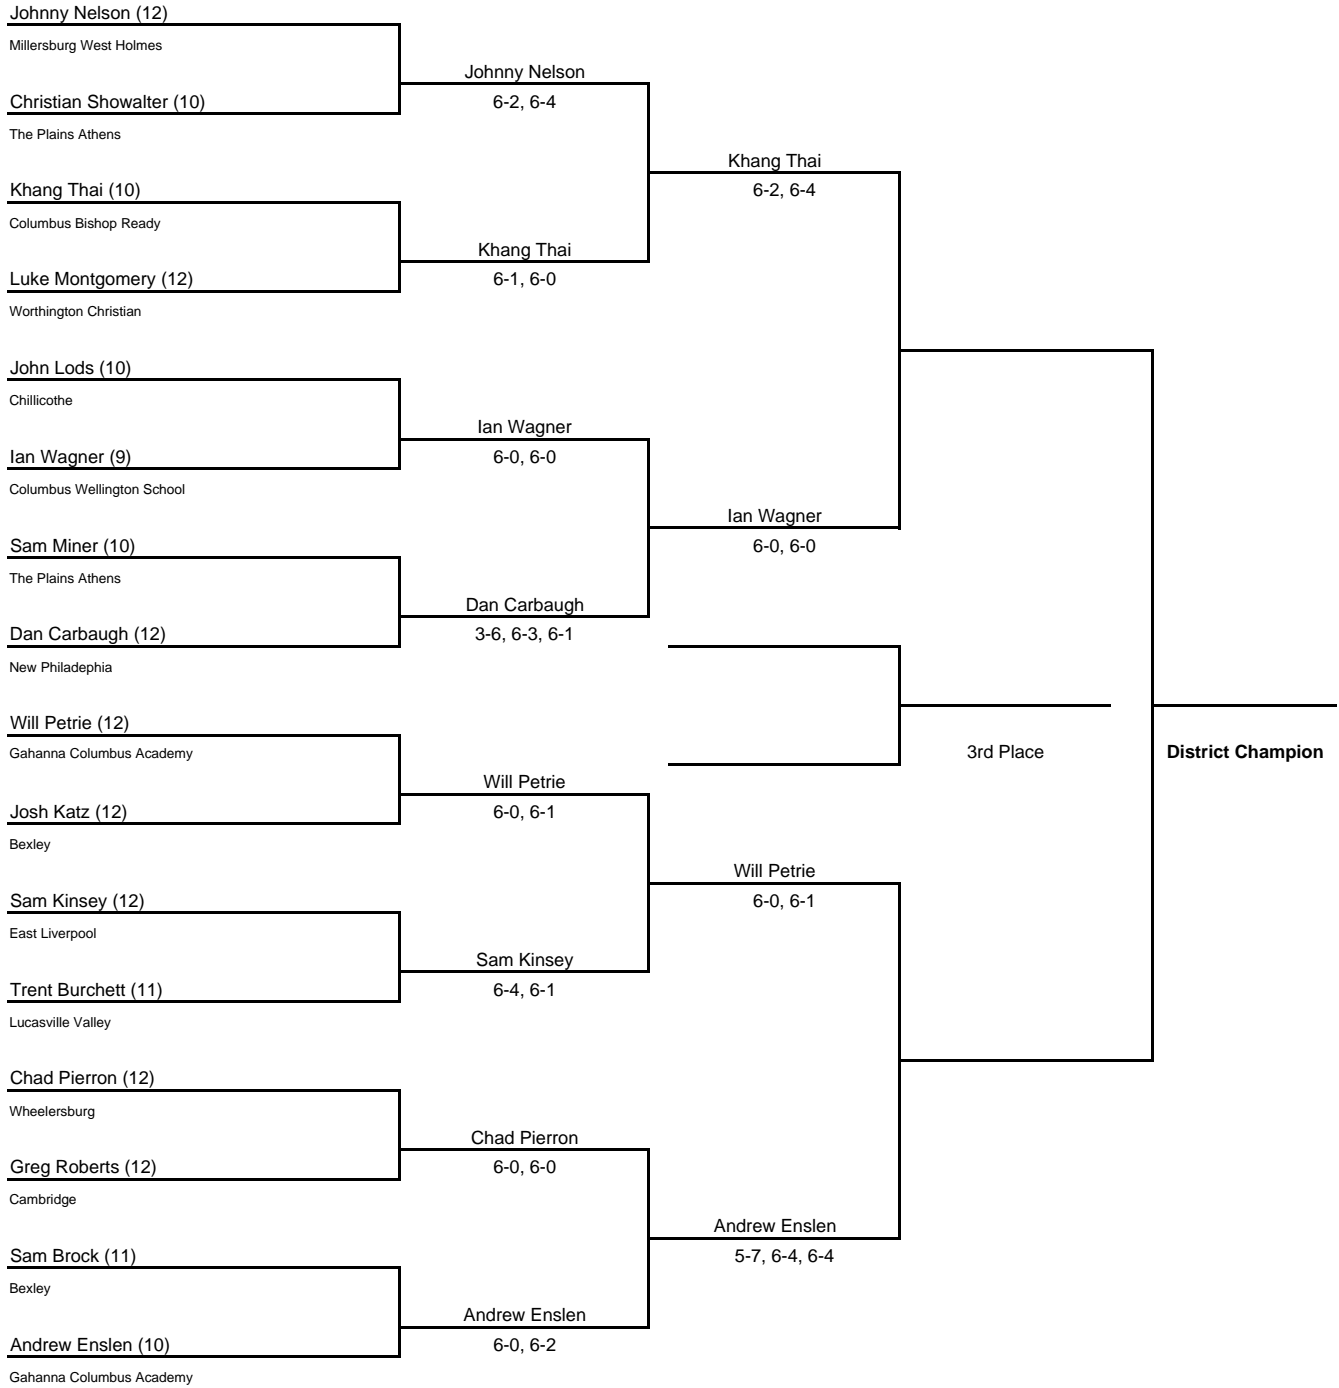 Johnny Nelson (12)
Millersburg West Holmes
Johnny Nelson
Christian Showalter (10)
6-2, 6-4
The Plains Athens
Khang Thai
Khang Thai (10)
6-2, 6-4
Columbus Bishop Ready
Khang Thai
Luke Montgomery (12)
6-1, 6-0
Worthington Christian
John Lods (10)
Chillicothe
Ian Wagner
Ian Wagner (9)
6-0, 6-0
Columbus Wellington School
Ian Wagner
Sam Miner (10)
6-0, 6-0
The Plains Athens
Dan Carbaugh
Dan Carbaugh (12)
3-6, 6-3, 6-1
New Philadephia
Will Petrie (12)
Gahanna Columbus Academy
3rd Place
District Champion
Will Petrie
Josh Katz (12)
6-0, 6-1
Bexley
Will Petrie
Sam Kinsey (12)
6-0, 6-1
East Liverpool
Sam Kinsey
Trent Burchett (11)
6-4, 6-1
Lucasville Valley
Chad Pierron (12)
Wheelersburg
Chad Pierron
Greg Roberts (12)
6-0, 6-0
Cambridge
Andrew Enslen
Sam Brock (11)
5-7, 6-4, 6-4
Bexley
Andrew Enslen
Andrew Enslen (10)
6-0, 6-2
Gahanna Columbus Academy